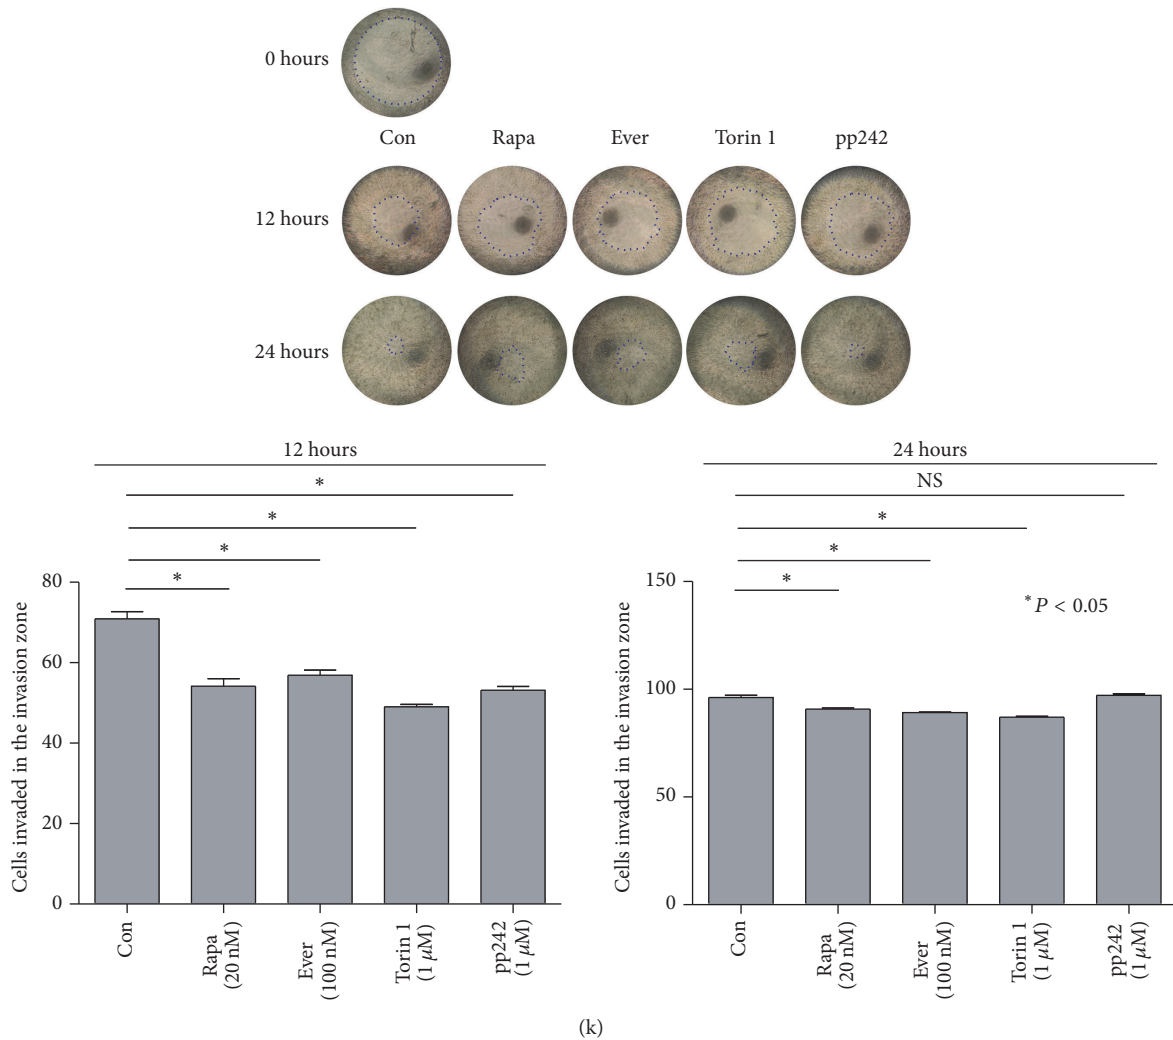 0 hours
Con Rapa Ever Torin 1 pp242
12 hours
24 hours
12 hours
*
*
*
*
80
60
40
20
0
Cells invaded in the invasion zone
Con
Rapa
(20 nM)
Ever
(100 nM)
Torin 1
(1 μM)
pp242
(1 μM)
24 hours
NS
*
*
*
* P < 0.05
150
100
50
0
Cells invaded in the invasion zone
Con
Rapa
(20 nM)
Ever
(100 nM)
Torin 1
(1 μM)
pp242
(1 μM)
(k)